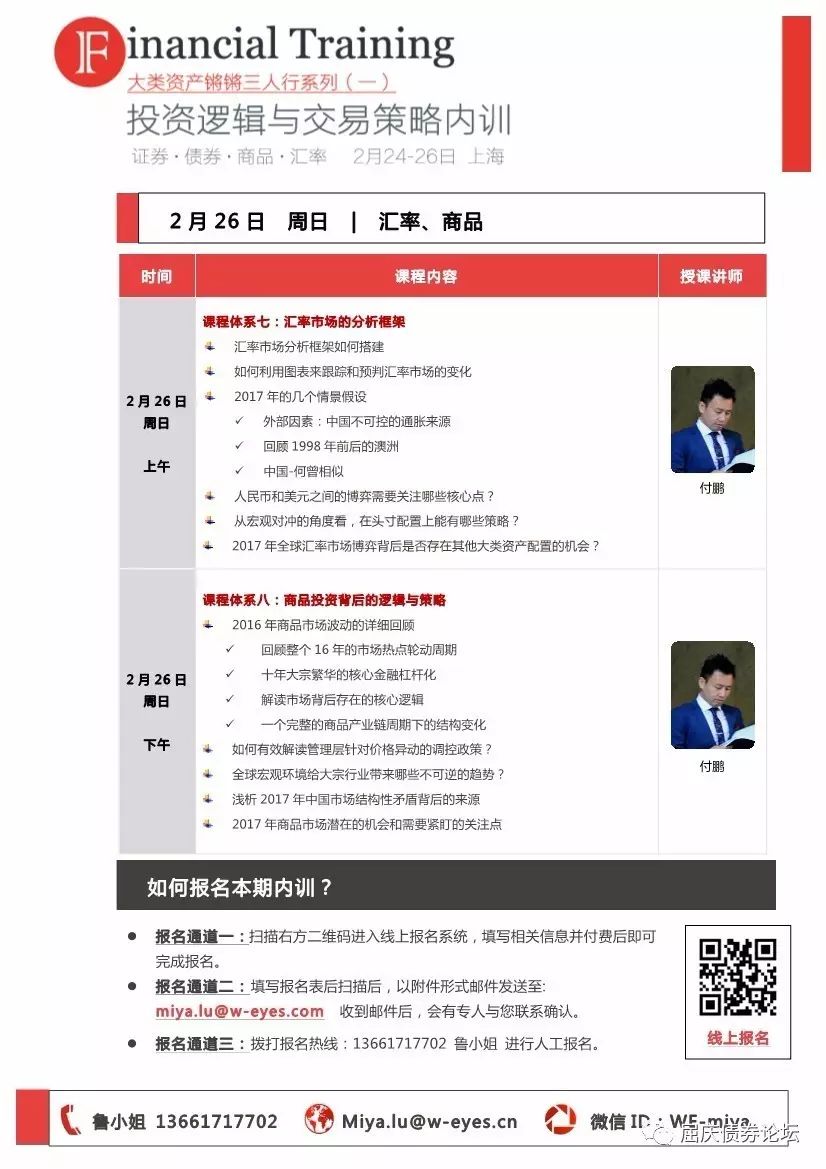 Financial Training
大类资产锵锵三人行系列（一）
投资逻辑与交易策略内训
证券·债券·商品·汇率 2月24-26日 上海
2 月 26 日 周日 | 汇率、商品
时间 课程内容 授课讲师
2 月 26 日
周日
上午
课程体系七：汇率市场的分析框架
汇率市场分析框架如何搭建
如何利用图表来跟踪和预判汇率市场的变化
2017 年的几个情景假设
✓ 外部因素：中国不可控的通胀来源
✓ 回顾 1998 年前后的澳洲
✓ 中国-何曾相似
人民币和美元之间的博弈需要关注哪些核心点？
从宏观对冲的角度看，在头寸配置上能有哪些策略？
2017 年全球汇率市场博弈背后是否存在其他大类资产配置的机会？
付鹏
2 月 26 日
周日
下午
课程体系八：商品投资背后的逻辑与策略
2016 年商品市场波动的详细回顾
✓ 回顾整个 16 年的市场热点轮动周期
✓ 十年大宗繁华的核心金融杠杆化
✓ 解读市场背后存在的核心逻辑
✓ 一个完整的商品产业链周期下的结构变化
如何有效解读管理层针对价格异动的调控政策？
全球宏观环境给大宗行业带来哪些不可逆的趋势？
浅析 2017 年中国市场结构性矛盾背后的来源
2017 年商品市场潜在的机会和需要紧盯的关注点
付鹏
如何报名本期内训？
● 报名通道一：扫描右方二维码进入线上报名系统，填写相关信息并付费后即可
完成报名。
● 报名通道二：填写报名表后扫描后，以附件形式邮件发送至:
miya.lu@w-eyes.com 收到邮件后，会有专人与您联系确认。
● 报名通道三：拨打报名热线：13661717702 鲁小姐 进行人工报名。
线上报名
鲁小姐 13661717702 Miya.lu@w-eyes.cn 微信 ID：WE-miya
屈庆债券论坛